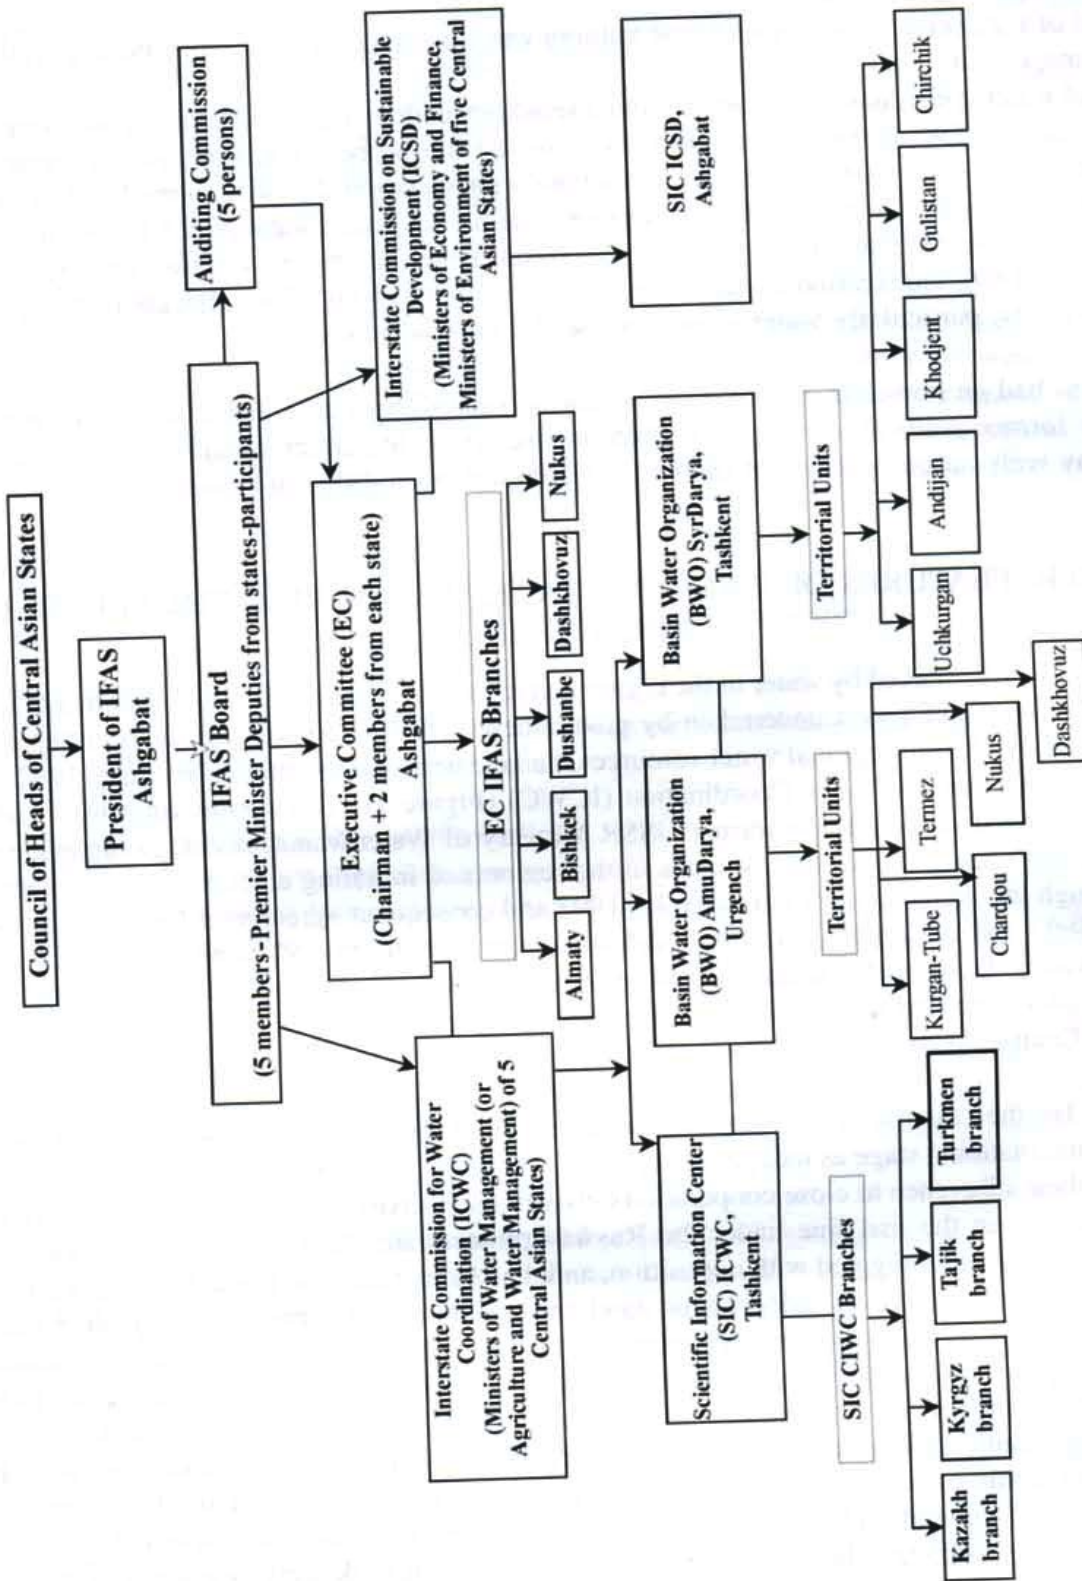 Council of Heads of Central Asian States
President of IFAS
Ashgabat
IFAS Board
(5 members - Premier Minister Deputies from states-participants)
Auditing Commission
(5 persons)
Executive Committee (EC)
(Chairman + 2 members from each state)
Ashgabat
Interstate Commission for Water
Coordination (ICWC)
(Ministers of Water Management (or
Agriculture and Water Management) of 5
Central Asian States)
Interstate Commission on Sustainable
Development (ICSD)
(Ministers of Economy and Finance,
Ministers of Environment of five Central
Asian States)
EC IFAS Branches
Almaty
Bishkek
Dushanbe
Dashkhovuz
Nukus
Scientific Information Center
(SIC) ICWC,
Tashkent
Basin Water Organization
(BWO) AmuDarya,
Urgench
Basin Water Organization
(BWO) SyrDarya,
Tashkent
SIC ICSD,
Ashgabat
SIC CIWC Branches
Territorial Units
Territorial Units
Kazakh
branch
Kyrgyz
branch
Tajik
branch
Turkmen
branch
Kurgan-Tube
Chardjou
Termez
Nukus
Dashkhovuz
Uchkurgan
Andijan
Khodjent
Gulistan
Chirchik